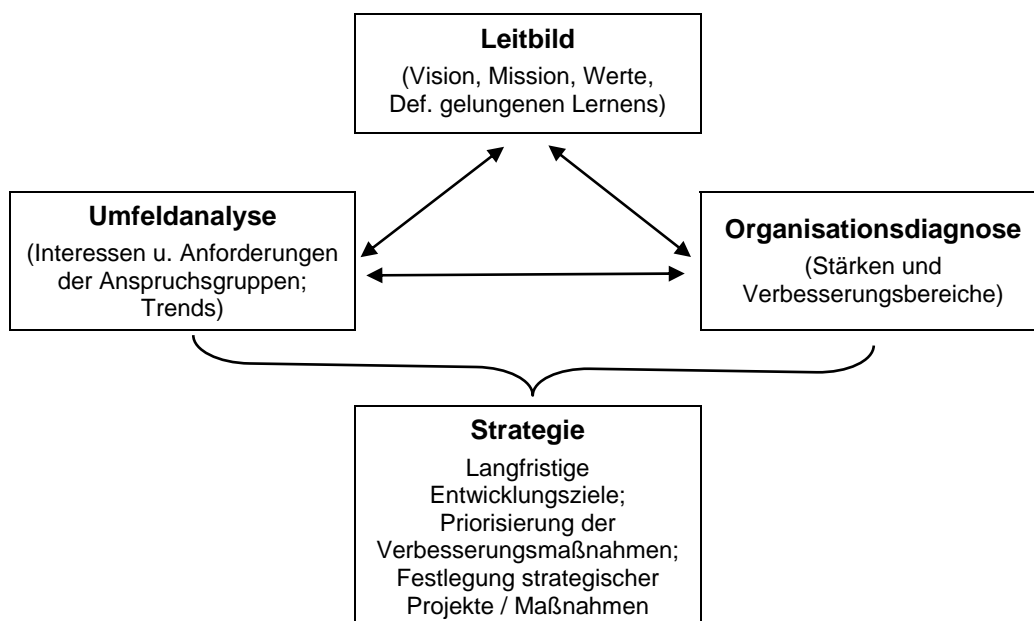 Leitbild
(Vision, Mission, Werte,
Def. gelungenen Lernens)
Umfeldanalyse
(Interessen u. Anforderungen
der Anspruchsgruppen;
Trends)
Organisationsdiagnose
(Stärken und
Verbesserungsbereiche)
Strategie
Langfristige
Entwicklungsziele;
Priorisierung der
Verbesserungsmaßnahmen;
Festlegung strategischer
Projekte / Maßnahmen